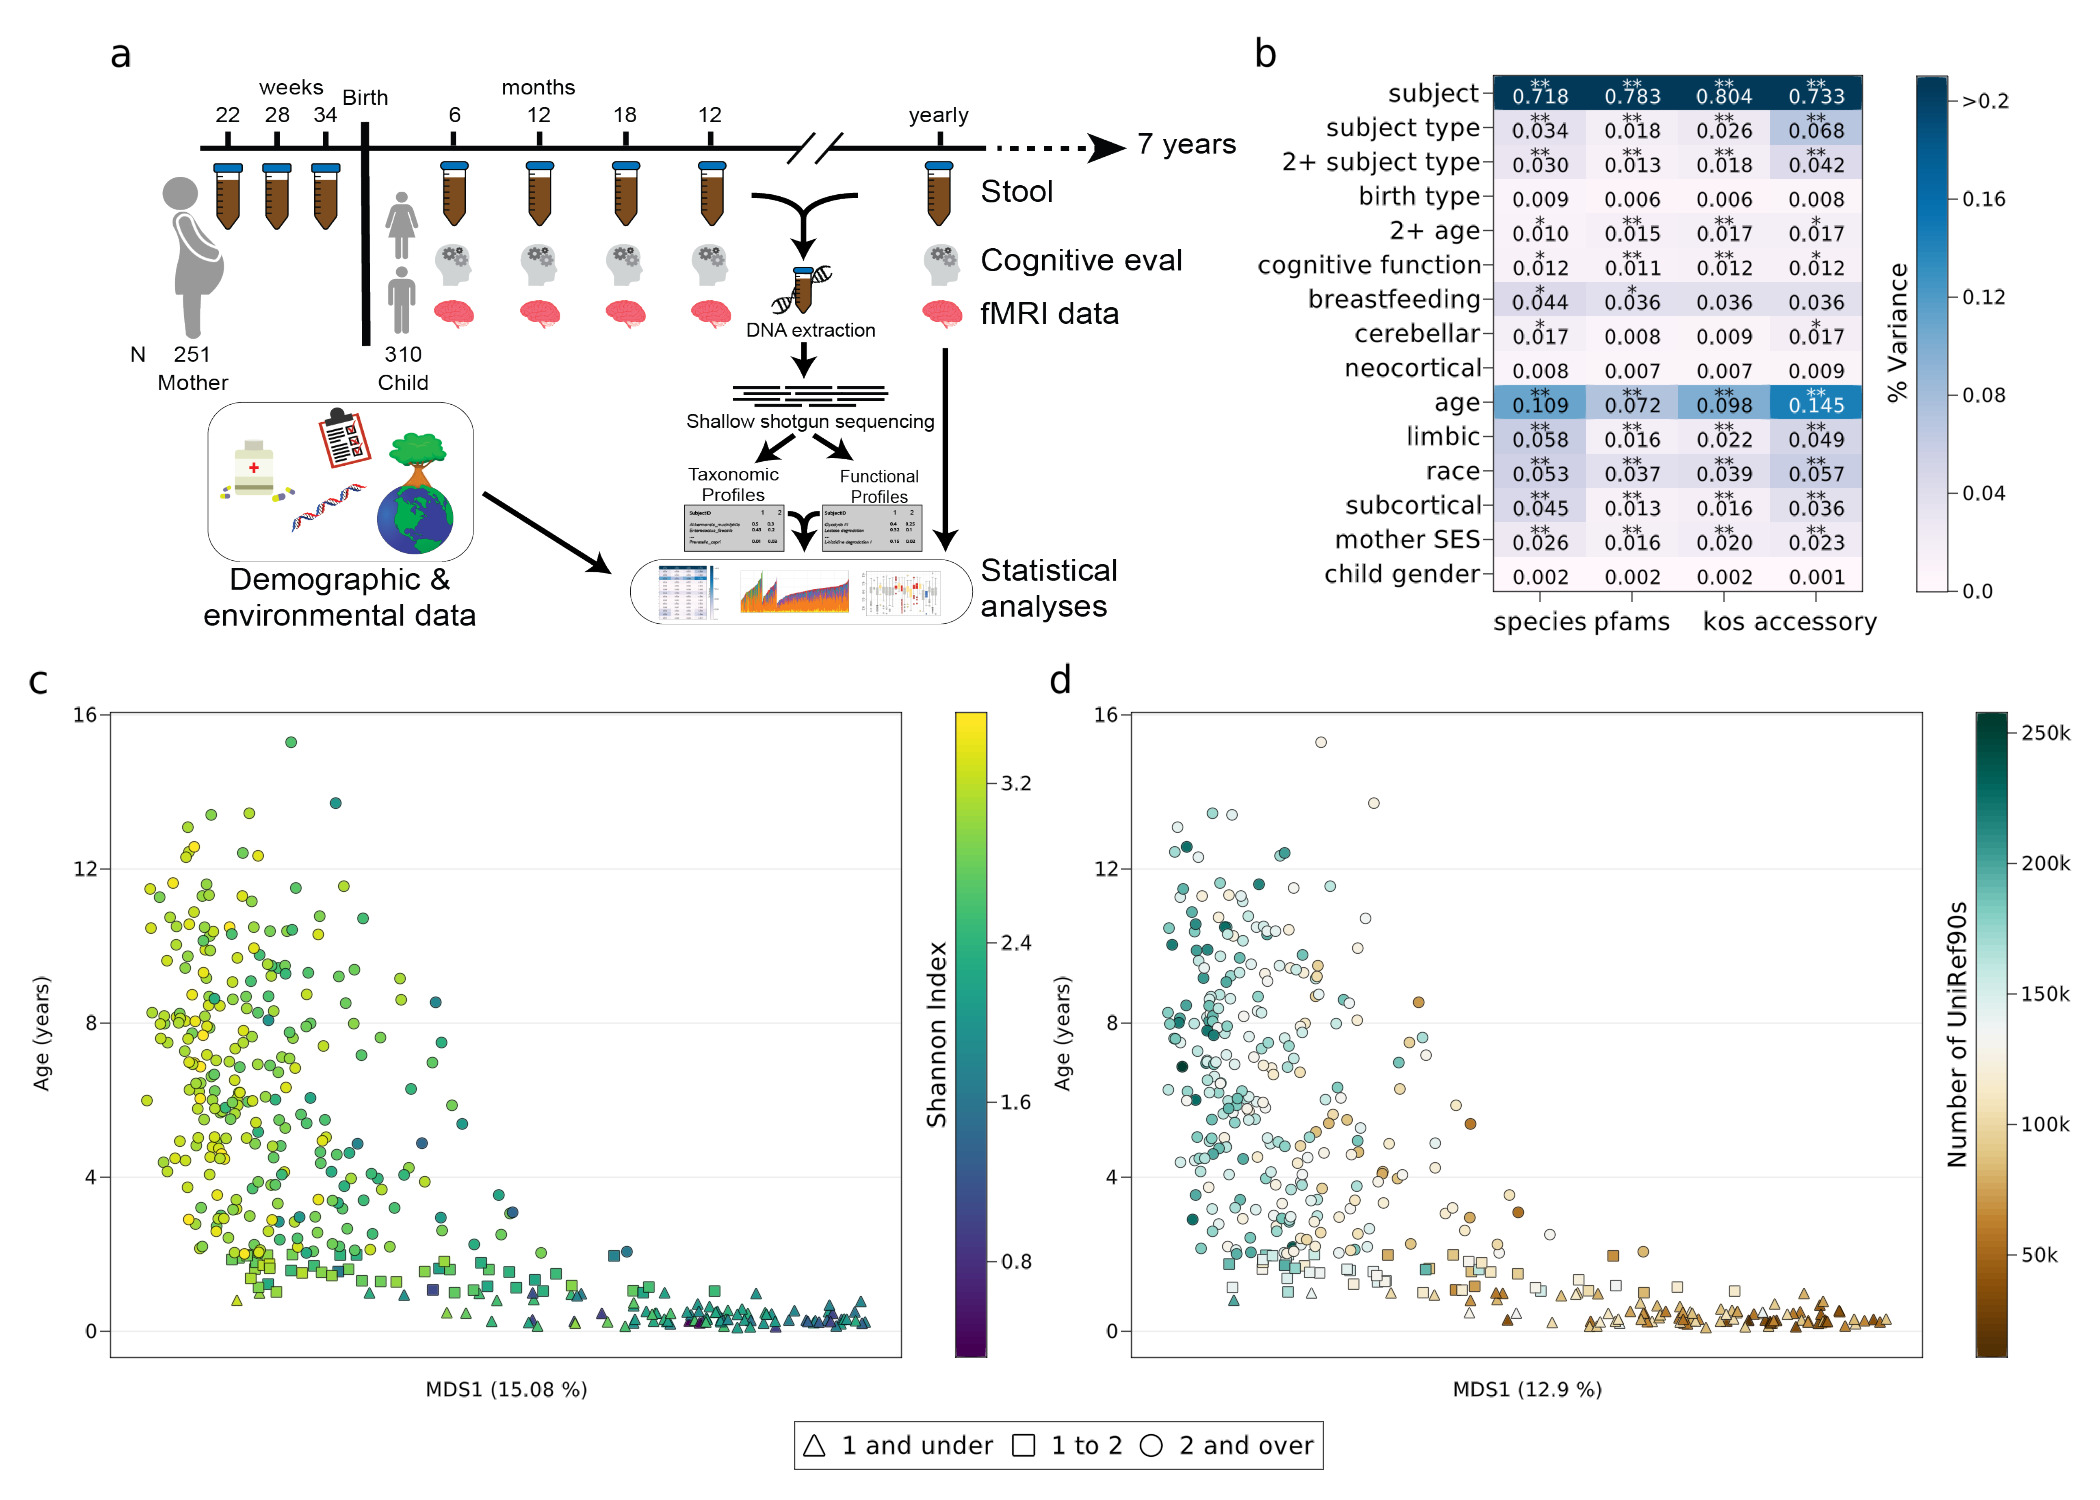 a
weeks
Birth
months
22 28 34 6 12 18 12 yearly
7 years
Stool
Cognitive eval
fMRI data
DNA extraction
N 251 310
Mother Child
Shallow shotgun sequencing
Taxonomic
Profiles
Functional
Profiles
SubjectID 1 2
SubjectID 1 2
Demographic &
environmental data
Statistical
analyses
b
subject 0.718** 0.783** 0.804** 0.733**
subject type 0.034** 0.018** 0.026** 0.068**
2+ subject type 0.030** 0.013** 0.018** 0.042**
birth type 0.009 0.006 0.006 0.008
2+ age 0.010* 0.015** 0.017** 0.017*
cognitive function 0.012* 0.011** 0.012** 0.012*
breastfeeding 0.044* 0.036* 0.036 0.036
cerebellar 0.017* 0.008 0.009 0.017*
neocortical 0.008 0.007 0.007 0.009
age 0.109** 0.072** 0.098** 0.145**
limbic 0.058** 0.016** 0.022** 0.049**
race 0.053** 0.037** 0.039** 0.057**
subcortical 0.045** 0.013** 0.016** 0.036**
mother SES 0.026** 0.016** 0.020** 0.023**
child gender 0.002 0.002 0.002 0.001
species pfams kos accessory
>0.2
0.16
0.12
0.08
0.04
0.0
% Variance
c
16
12
8
4
0
Age (years)
MDS1 (15.08 %)
3.2
2.4
1.6
0.8
Shannon Index
d
16
12
8
4
0
Age (years)
MDS1 (12.9 %)
250k
200k
150k
100k
50k
Number of UniRef90s
1 and under 1 to 2 2 and over